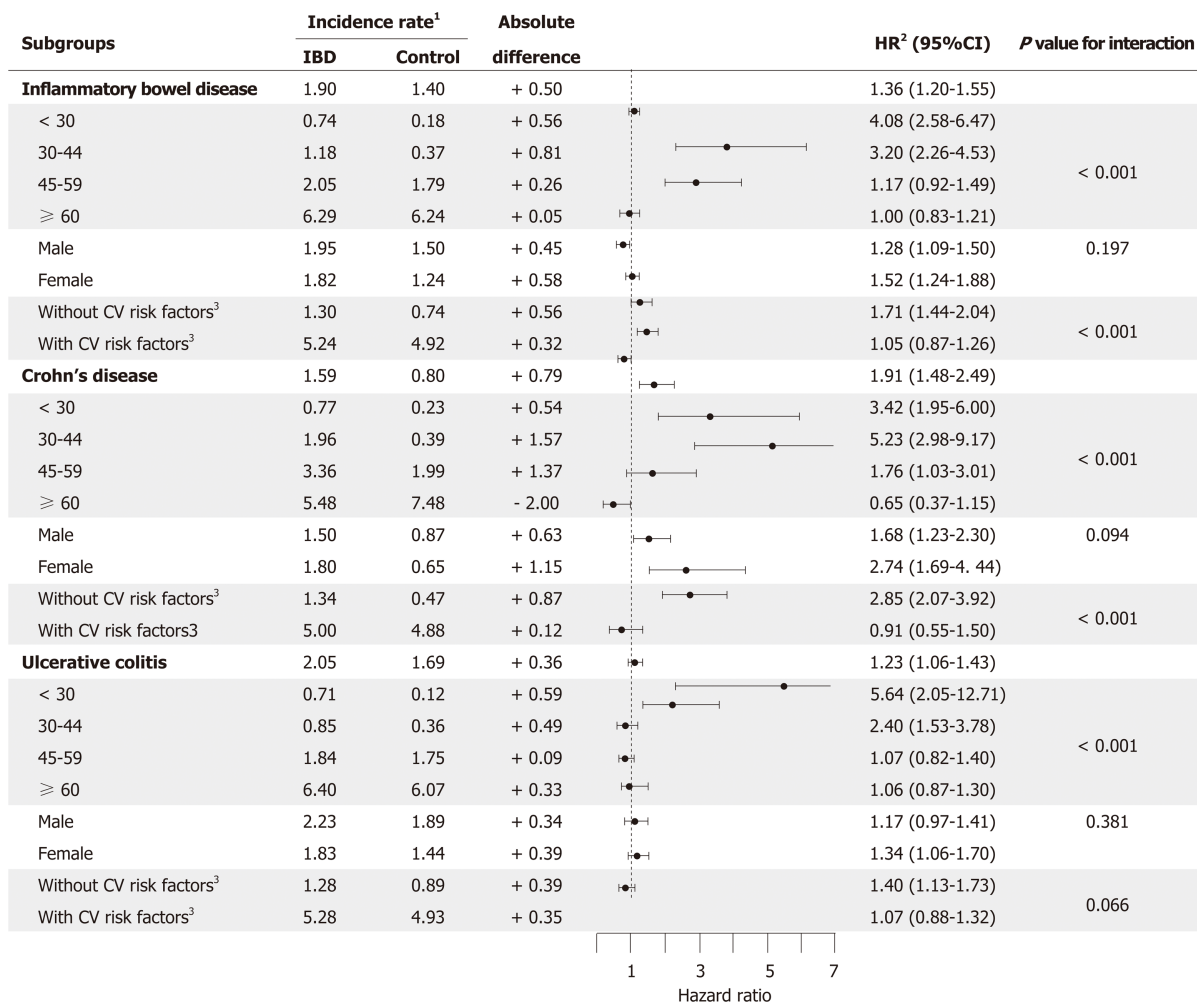 Subgroups Incidence rate¹ Absolute difference HR² (95%CI) P value for interaction
IBD Control
Inflammatory bowel disease 1.90 1.40 + 0.50 1.36 (1.20-1.55)
< 30 0.74 0.18 + 0.56 4.08 (2.58-6.47)
30-44 1.18 0.37 + 0.81 3.20 (2.26-4.53)
< 0.001
45-59 2.05 1.79 + 0.26 1.17 (0.92-1.49)
⩾ 60 6.29 6.24 + 0.05 1.00 (0.83-1.21)
Male 1.95 1.50 + 0.45 1.28 (1.09-1.50) 0.197
Female 1.82 1.24 + 0.58 1.52 (1.24-1.88)
Without CV risk factors³ 1.30 0.74 + 0.56 1.71 (1.44-2.04)
< 0.001
With CV risk factors³ 5.24 4.92 + 0.32 1.05 (0.87-1.26)
Crohn's disease 1.59 0.80 + 0.79 1.91 (1.48-2.49)
< 30 0.77 0.23 + 0.54 3.42 (1.95-6.00)
30-44 1.96 0.39 + 1.57 5.23 (2.98-9.17)
< 0.001
45-59 3.36 1.99 + 1.37 1.76 (1.03-3.01)
⩾ 60 5.48 7.48 - 2.00 0.65 (0.37-1.15)
Male 1.50 0.87 + 0.63 1.68 (1.23-2.30) 0.094
Female 1.80 0.65 + 1.15 2.74 (1.69-4. 44)
Without CV risk factors³ 1.34 0.47 + 0.87 2.85 (2.07-3.92)
< 0.001
With CV risk factors3 5.00 4.88 + 0.12 0.91 (0.55-1.50)
Ulcerative colitis 2.05 1.69 + 0.36 1.23 (1.06-1.43)
< 30 0.71 0.12 + 0.59 5.64 (2.05-12.71)
30-44 0.85 0.36 + 0.49 2.40 (1.53-3.78)
< 0.001
45-59 1.84 1.75 + 0.09 1.07 (0.82-1.40)
⩾ 60 6.40 6.07 + 0.33 1.06 (0.87-1.30)
Male 2.23 1.89 + 0.34 1.17 (0.97-1.41) 0.381
Female 1.83 1.44 + 0.39 1.34 (1.06-1.70)
Without CV risk factors³ 1.28 0.89 + 0.39 1.40 (1.13-1.73)
0.066
With CV risk factors³ 5.28 4.93 + 0.35 1.07 (0.88-1.32)
1 3 5 7
Hazard ratio